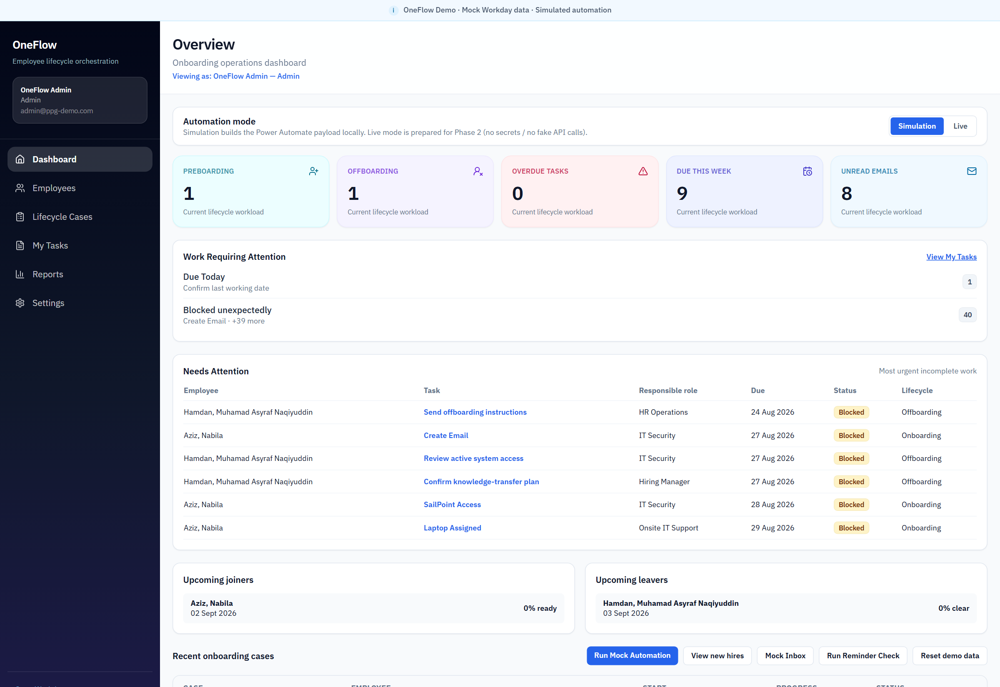 i OneFlow Demo · Mock Workday data · Simulated automation
OneFlow
Employee lifecycle orchestration
OneFlow Admin
Admin
admin@ppg-demo.com
Dashboard
Employees
Lifecycle Cases
My Tasks
Reports
Settings
Overview
Onboarding operations dashboard
Viewing as: OneFlow Admin — Admin
Automation mode
Simulation builds the Power Automate payload locally. Live mode is prepared for Phase 2 (no secrets / no fake API calls).
Simulation Live
PREBOARDING
1
Current lifecycle workload
OFFBOARDING
1
Current lifecycle workload
OVERDUE TASKS
0
Current lifecycle workload
DUE THIS WEEK
9
Current lifecycle workload
UNREAD EMAILS
8
Current lifecycle workload
Work Requiring Attention View My Tasks
Due Today
Confirm last working date
1
Blocked unexpectedly
Create Email · +39 more
40
Needs Attention Most urgent incomplete work
Employee Task Responsible role Due Status Lifecycle
Hamdan, Muhamad Asyraf Naqiyuddin Send offboarding instructions HR Operations 24 Aug 2026 Blocked Offboarding
Aziz, Nabila Create Email IT Security 27 Aug 2026 Blocked Onboarding
Hamdan, Muhamad Asyraf Naqiyuddin Review active system access IT Security 27 Aug 2026 Blocked Offboarding
Hamdan, Muhamad Asyraf Naqiyuddin Confirm knowledge-transfer plan Hiring Manager 27 Aug 2026 Blocked Offboarding
Aziz, Nabila SailPoint Access IT Security 28 Aug 2026 Blocked Onboarding
Aziz, Nabila Laptop Assigned Onsite IT Support 29 Aug 2026 Blocked Onboarding
Upcoming joiners
Aziz, Nabila
02 Sept 2026
0% ready
Upcoming leavers
Hamdan, Muhamad Asyraf Naqiyuddin
03 Sept 2026
0% clear
Recent onboarding cases Run Mock Automation View new hires Mock Inbox Run Reminder Check Reset demo data
CASE EMPLOYEE START PROGRESS STATUS